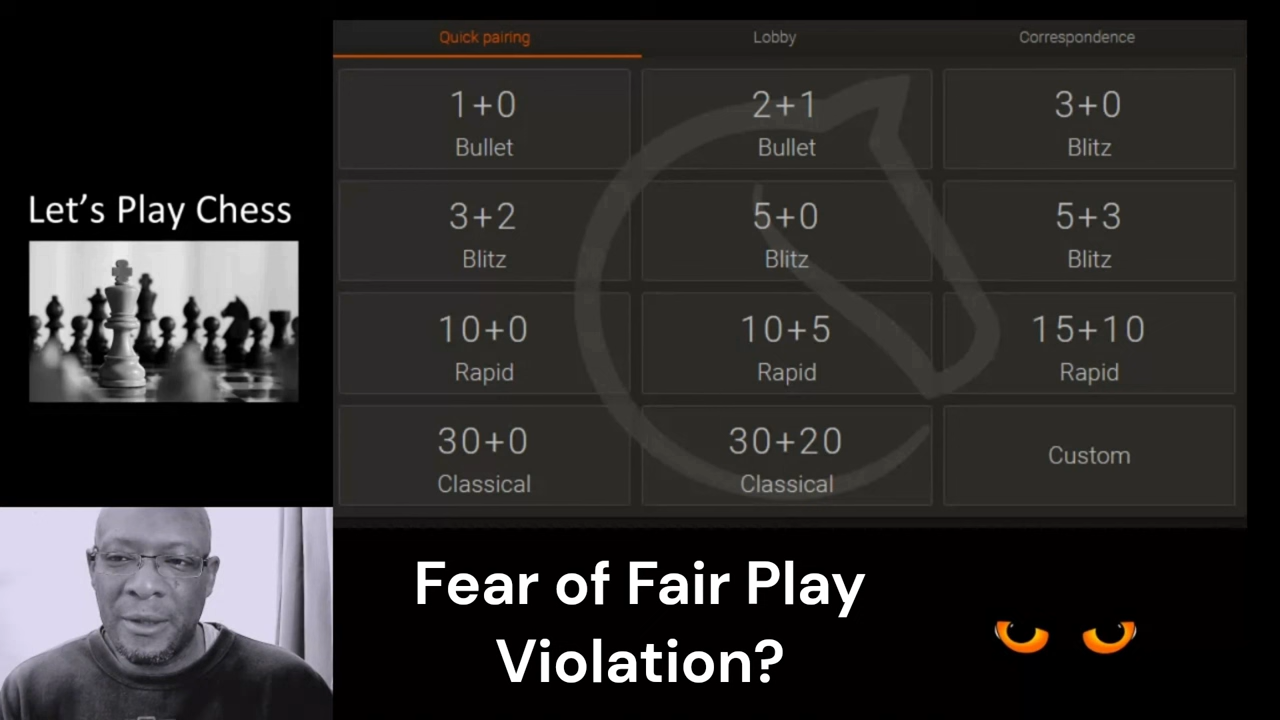 Quick pairing
Lobby
Correspondence
1+0
Bullet
2+1
Bullet
3+0
Blitz
3+2
Blitz
5+0
Blitz
5+3
Blitz
10+0
Rapid
10+5
Rapid
15+10
Rapid
30+0
Classical
30+20
Classical
Custom
Let’s Play Chess
Fear of Fair Play
Violation?